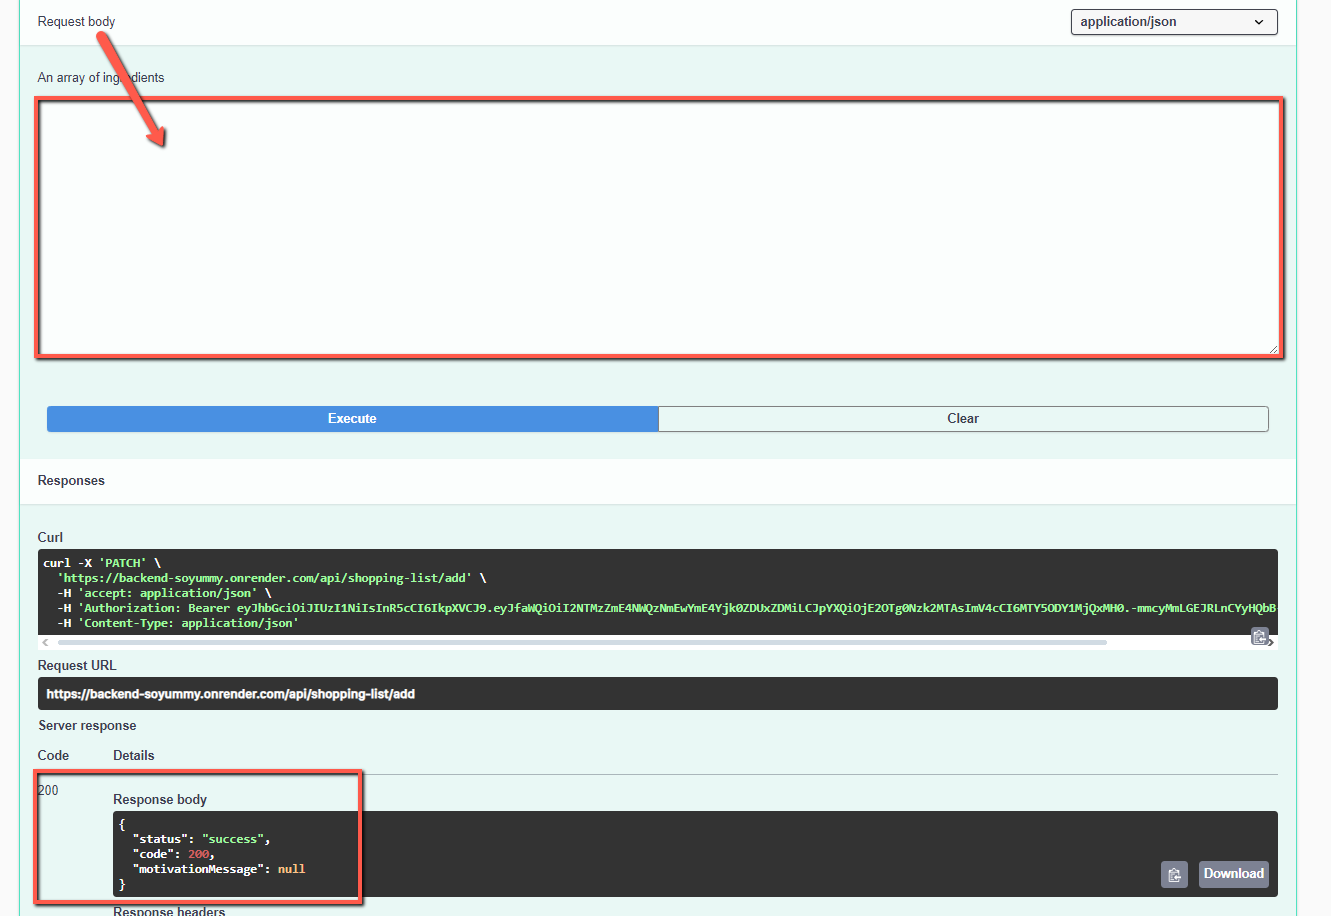 Request body
application/json
An array of ingredients
Execute
Clear
Responses
Curl
curl -X 'PATCH' \
'https://backend-soyummy.onrender.com/api/shopping-list/add' \
-H 'accept: application/json' \
-H 'Authorization: Bearer eyJhbGciOiJIUzI1NiIsInR5cCI6IkpXVCJ9.eyJfaWQiOiI2NTMzZmE4NWQzNmEwYmE4Yjk0ZDUxZDMiLCJpYXQiOjE2OTg0Nzk2MTAsImV4cCI6MTY5ODY1MjQxMH0.-mmcyMmLGEJRLnCYyHQbB
-H 'Content-Type: application/json'
Request URL
https://backend-soyummy.onrender.com/api/shopping-list/add
Server response
Code
Details
200
Response body
{
"status": "success",
"code": 200,
"motivationMessage": null
}
Download
Response headers